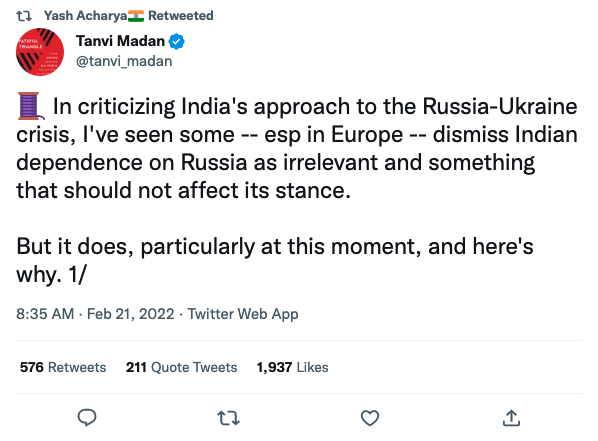 Yash Acharya🇮🇳 Retweeted
FATEFUL
TRIANGLE
Tanvi Madan
@tanvi_madan
🧵 In criticizing India's approach to the Russia-Ukraine
crisis, I've seen some -- esp in Europe -- dismiss Indian
dependence on Russia as irrelevant and something
that should not affect its stance.
But it does, particularly at this moment, and here's
why. 1/
8:35 AM · Feb 21, 2022 · Twitter Web App
576 Retweets 211 Quote Tweets 1,937 Likes